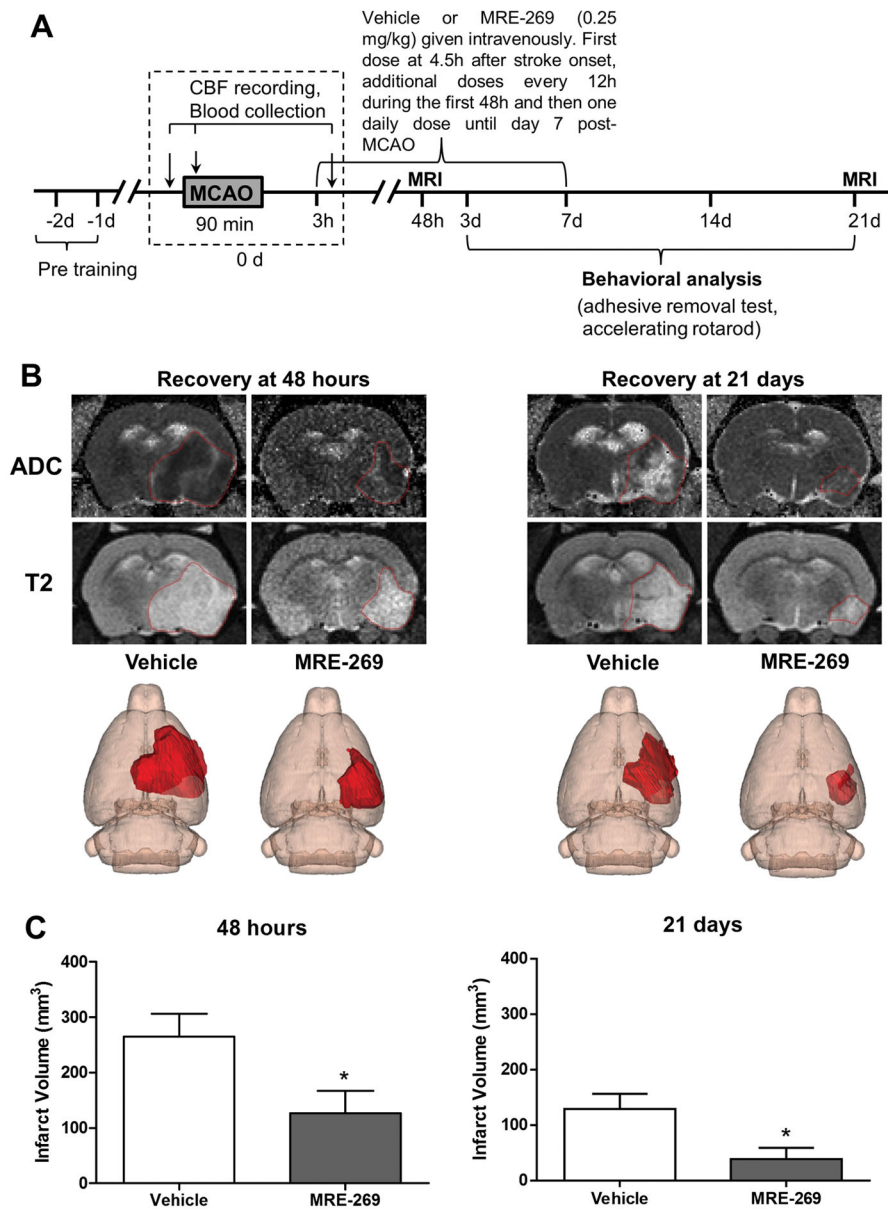 A
Vehicle or MRE-269 (0.25
mg/kg) given intravenously. First
dose at 4.5h after stroke onset,
additional doses every 12h
during the first 48h and then one
daily dose until day 7 post-
MCAO
CBF recording,
Blood collection
MCAO
MRI
MRI
-2d
-1d
90 min
3h
48h
3d
7d
14d
21d
0 d
Pre training
Behavioral analysis
(adhesive removal test,
accelerating rotarod)
B
Recovery at 48 hours
Recovery at 21 days
ADC
T2
Vehicle
MRE-269
Vehicle
MRE-269
C
48 hours
Infarct Volume (mm³)
400
300
200
100
0
*
Vehicle
MRE-269
21 days
Infarct Volume (mm³)
400
300
200
100
0
*
Vehicle
MRE-269